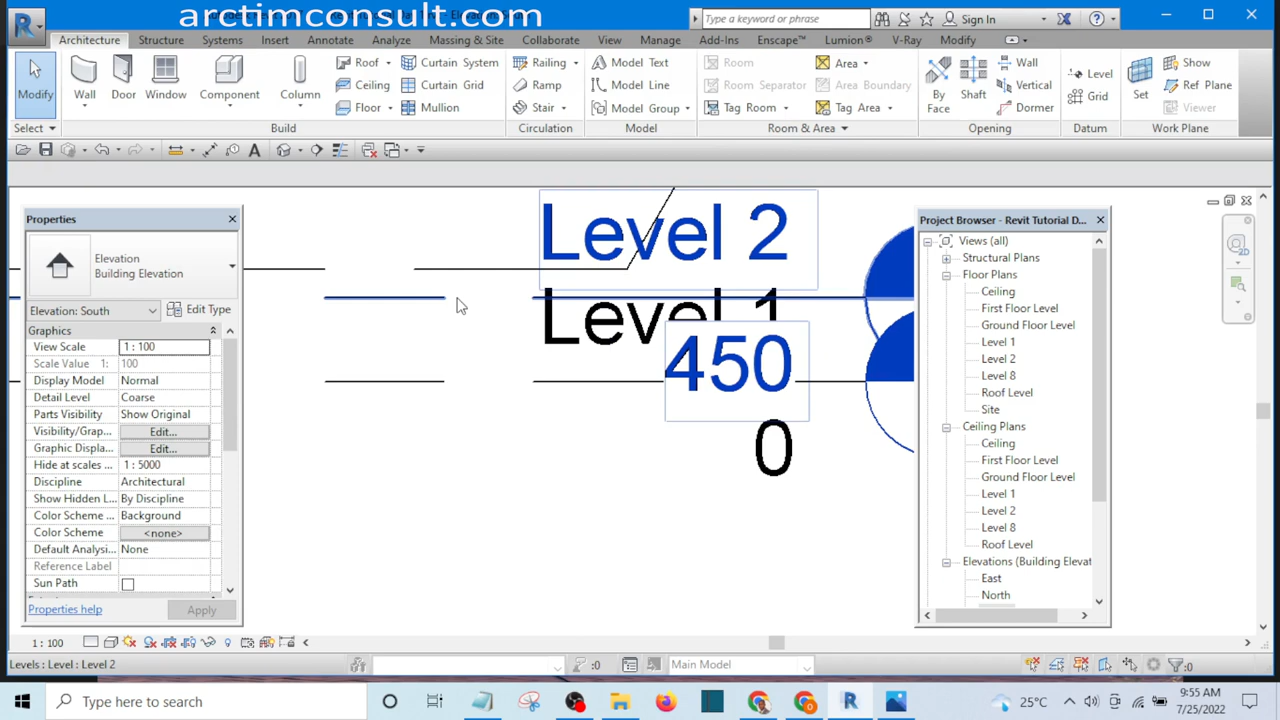 arctimconsult.com
Type a keyword or phrase
Sign In
Architecture Structure Systems Insert Annotate Analyze Massing & Site Collaborate View Manage Add-Ins Enscape™ Lumion® V-Ray Modify
Modify
Wall
Door
Window
Component
Column
Roof
Ceiling
Floor
Curtain System
Curtain Grid
Mullion
Railing
Ramp
Stair
Model Text
Model Line
Model Group
Room
Room Separator
Tag Room
Area
Area Boundary
Tag Area
By Face
Shaft
Wall
Vertical
Dormer
Level
Grid
Set
Show
Ref Plane
Viewer
Select Build Circulation Model Room & Area Opening Datum Work Plane
Properties
Elevation
Building Elevation
Elevation: South Edit Type
Graphics
View Scale 1 : 100
Scale Value 1: 100
Display Model Normal
Detail Level Coarse
Parts Visibility Show Original
Visibility/Grap... Edit...
Graphic Displa... Edit...
Hide at scales ... 1 : 5000
Discipline Architectural
Show Hidden L... By Discipline
Color Scheme ... Background
Color Scheme <none>
Default Analysi... None
Reference Label
Sun Path
Properties help Apply
Level 2
Level 1
450
0
Project Browser - Revit Tutorial D...
Views (all)
Structural Plans
Floor Plans
Ceiling
First Floor Level
Ground Floor Level
Level 1
Level 2
Level 8
Roof Level
Site
Ceiling Plans
Ceiling
First Floor Level
Ground Floor Level
Level 1
Level 2
Level 8
Roof Level
Elevations (Building Elevat
East
North
1 : 100
Levels : Level : Level 2
:0
Main Model
:0
Type here to search
25°C
9:55 AM
7/25/2022